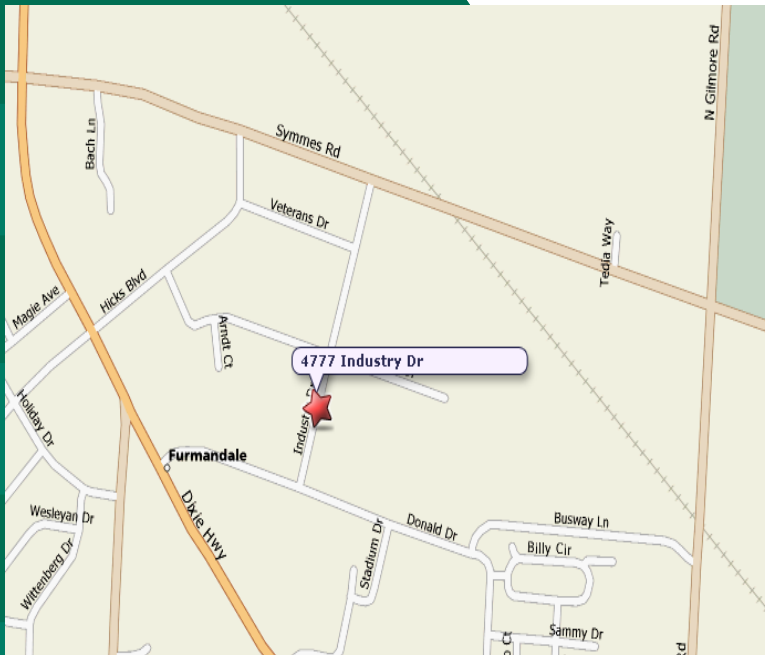 N Gilmore Rd
Bach Ln
Symmes Rd
Veterans Dr
Tedia Way
Hicks Blvd
Magie Ave
Arndt Ct
4777 Industry Dr
Holiday Dr
Furmandale
Wesleyan Dr
Dixie Hwy
Donald Dr
Busway Ln
Stadium Dr
Billy Cir
Wittenberg Dr
Sammy Dr
Ct
Rd